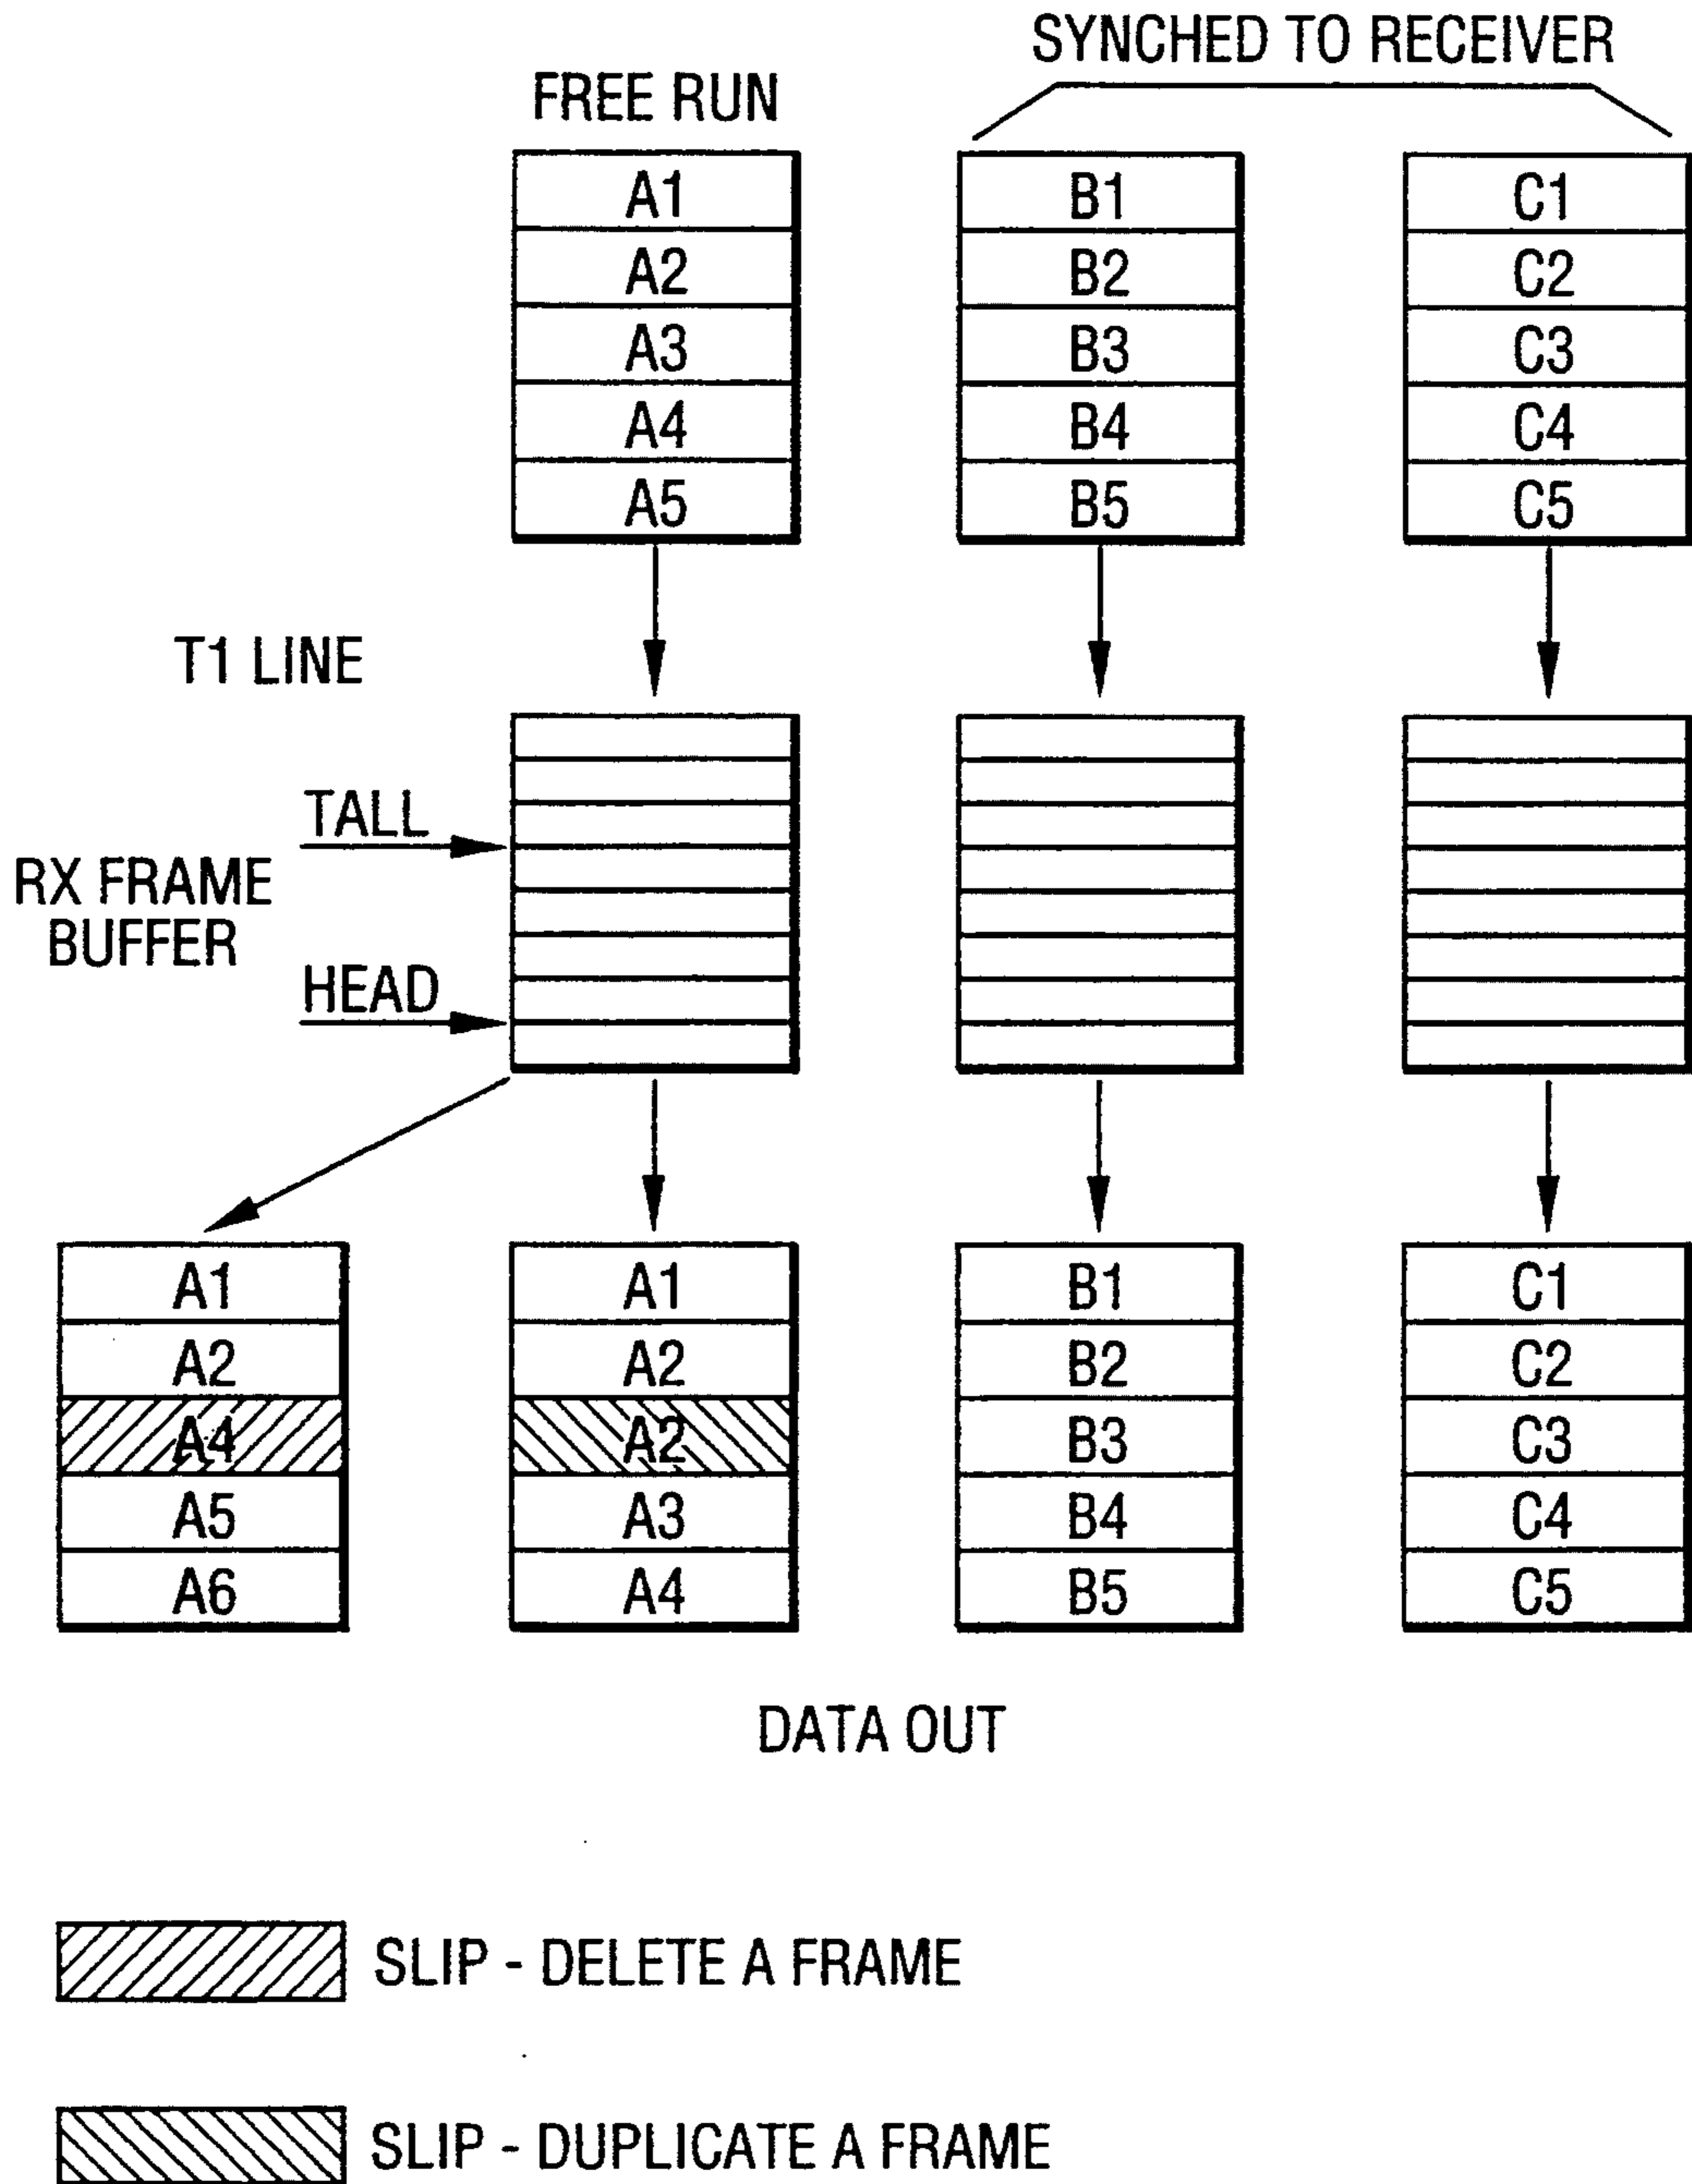 SYNCHED TO RECEIVER
FREE RUN
A1 B1 C1
A2 B2 C2
A3 B3 C3
A4 B4 C4
A5 B5 C5
T1 LINE
TALL
RX FRAME
BUFFER
HEAD
A1 A1 B1 C1
A2 A2 B2 C2
A4 A2 B3 C3
A5 A3 B4 C4
A6 A4 B5 C5
DATA OUT
SLIP - DELETE A FRAME
SLIP - DUPLICATE A FRAME